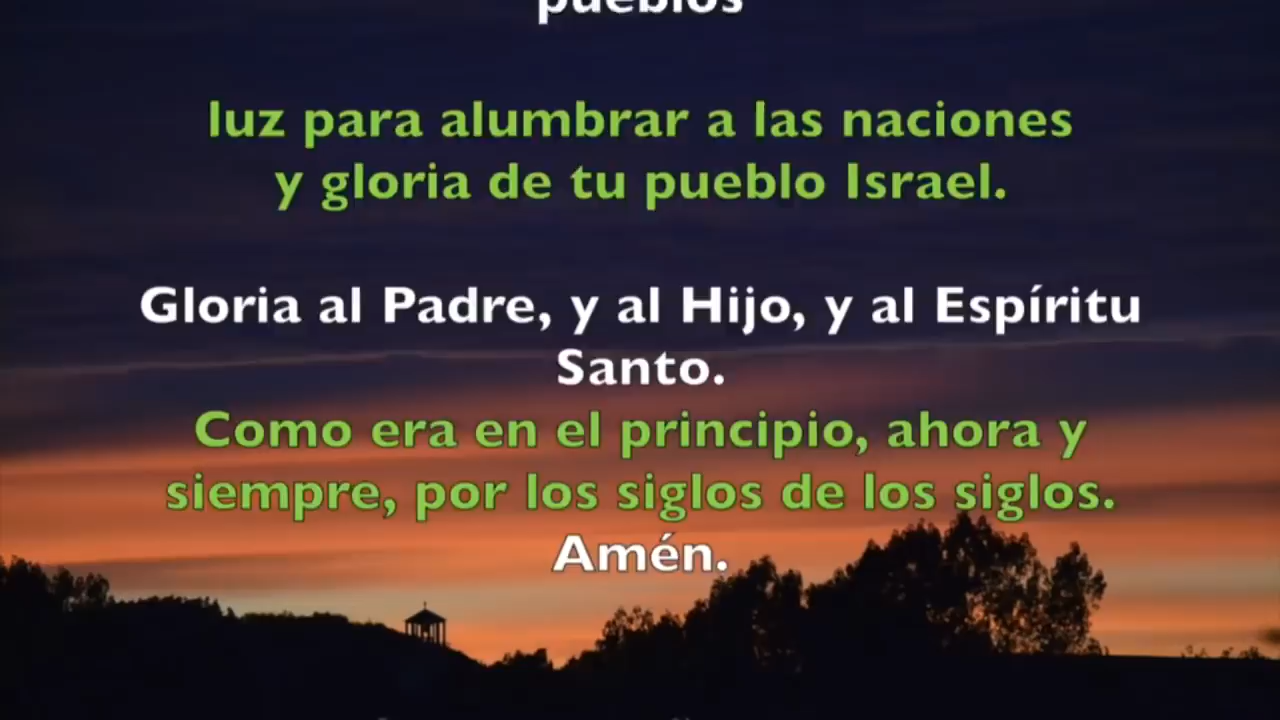 pueblos
luz para alumbrar a las naciones
y gloria de tu pueblo Israel.
Gloria al Padre, y al Hijo, y al Espíritu
Santo.
Como era en el principio, ahora y
siempre, por los siglos de los siglos.
Amén.